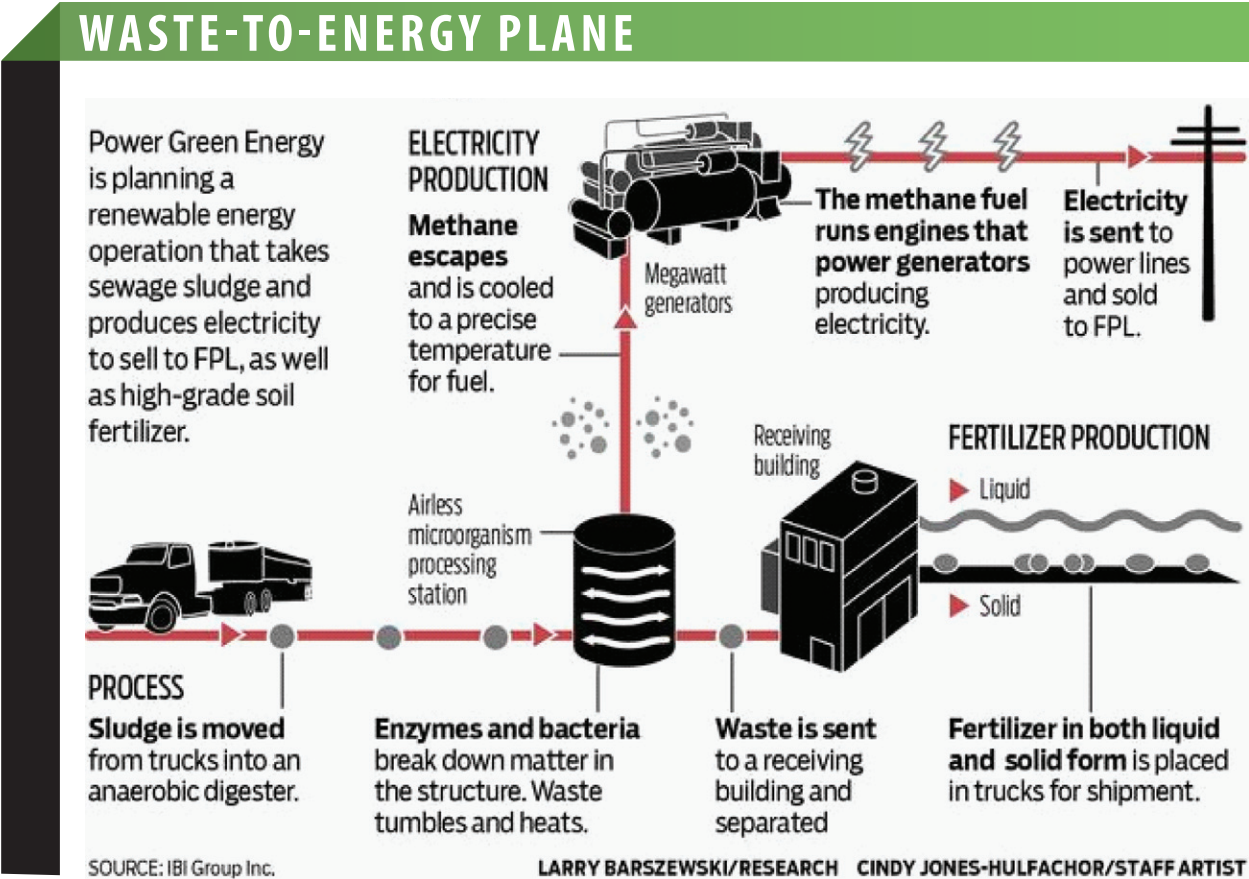 WASTE-TO-ENERGY PLANE
Power Green Energy
is planning a
renewable energy
operation that takes
sewage sludge and
produces electricity
to sell to FPL, as well
as high-grade soil
fertilizer.
ELECTRICITY
PRODUCTION
Methane
escapes
and is cooled
to a precise
temperature
for fuel.
Megawatt
generators
The methane fuel
runs engines that
power generators
producing
electricity.
Electricity
is sent to
power lines
and sold
to FPL.
Airless
microorganism
processing
station
Receiving
building
FERTILIZER PRODUCTION
Liquid
Solid
PROCESS
Sludge is moved
from trucks into an
anaerobic digester.
Enzymes and bacteria
break down matter in
the structure. Waste
tumbles and heats.
Waste is sent
to a receiving
building and
separated
Fertilizer in both liquid
and solid form is placed
in trucks for shipment.
SOURCE: IBI Group Inc.
LARRY BARSZEWSKI/RESEARCH CINDY JONES-HULFACHOR/STAFF ARTIST